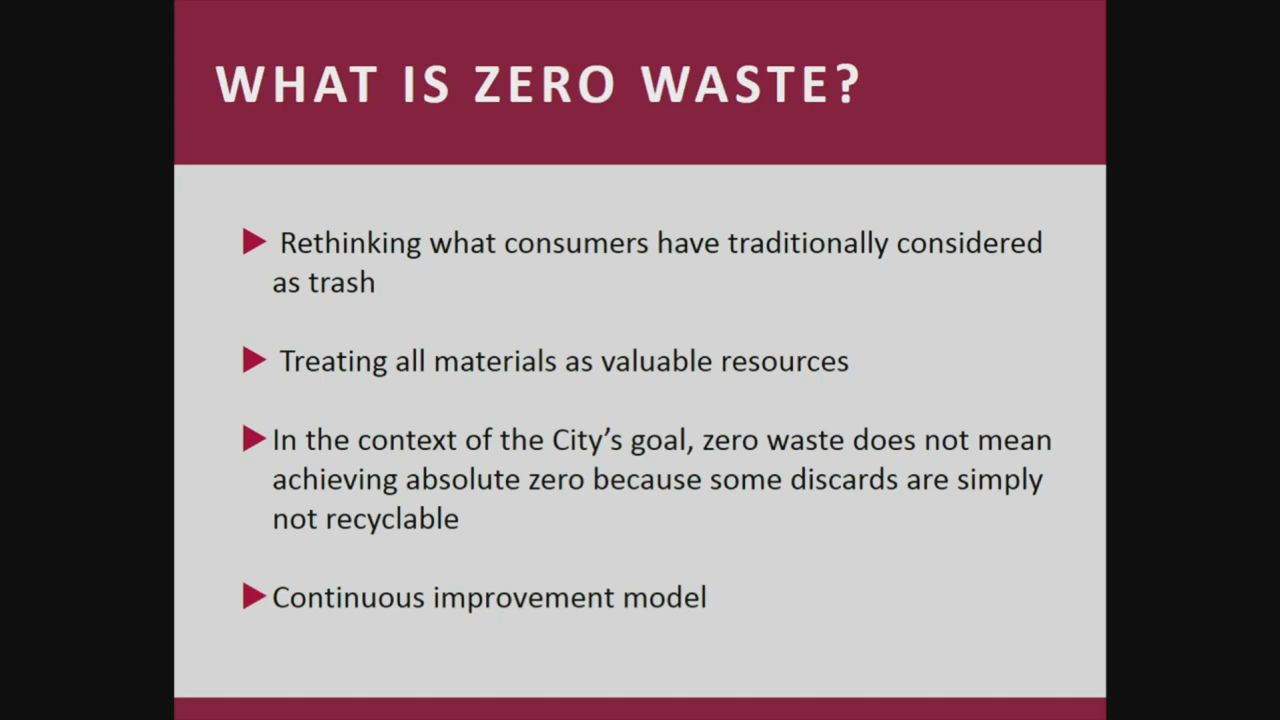 WHAT IS ZERO WASTE?
Rethinking what consumers have traditionally considered
as trash
Treating all materials as valuable resources
In the context of the City’s goal, zero waste does not mean
achieving absolute zero because some discards are simply
not recyclable
Continuous improvement model